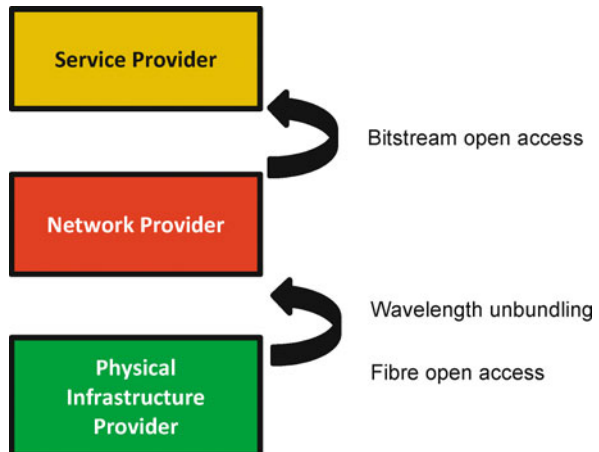 Service Provider
Bitstream open access
Network Provider
Wavelength unbundling
Fibre open access
Physical
Infrastructure
Provider